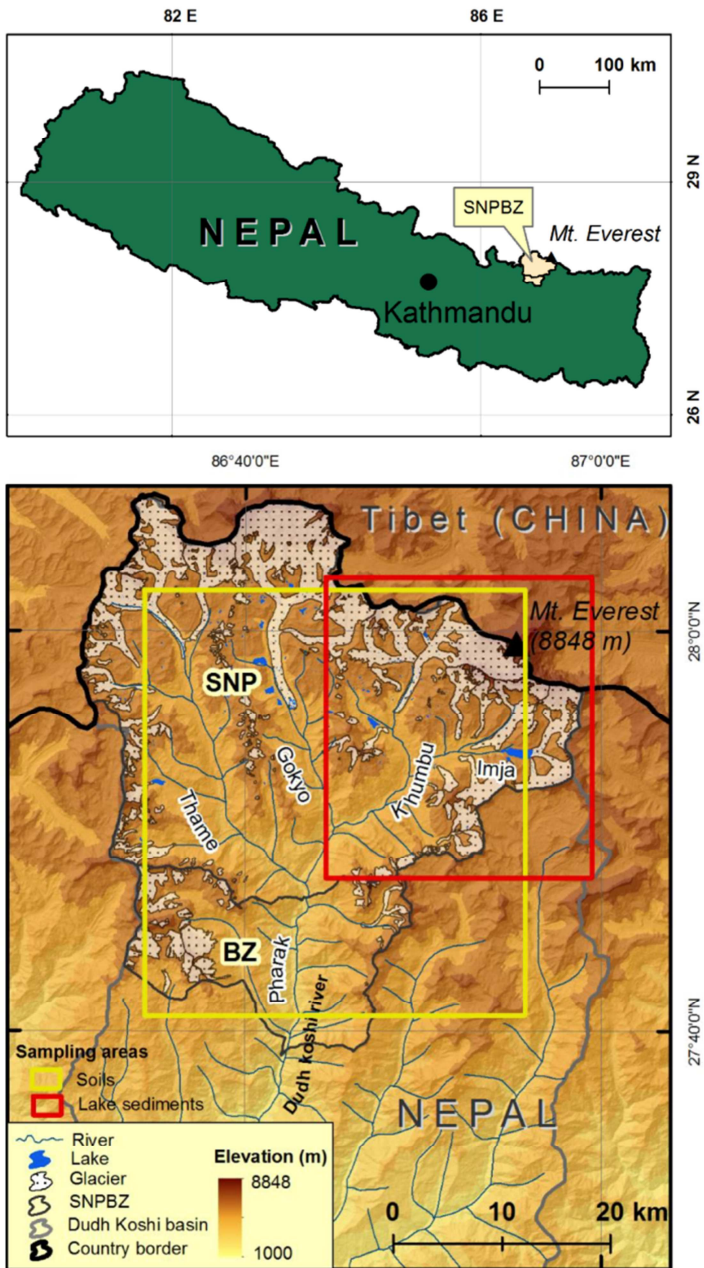 82 E
86 E
0 100 km
29 N
SNPBZ
Mt. Everest
NEPAL
Kathmandu
26 N
86°40'0"E
87°0'0"E
Tibet (CHINA)
Mt. Everest
(8848 m)
28°0'0"N
SNP
Gokyo
Khumbu
Imja
Thame
BZ
Pharak
Dudh koshi river
27°40'0"N
NEPAL
Sampling areas
Soils
Lake sediments
River
Lake
Glacier
SNPBZ
Dudh Koshi basin
Country border
Elevation (m)
8848
1000
0 10 20 km